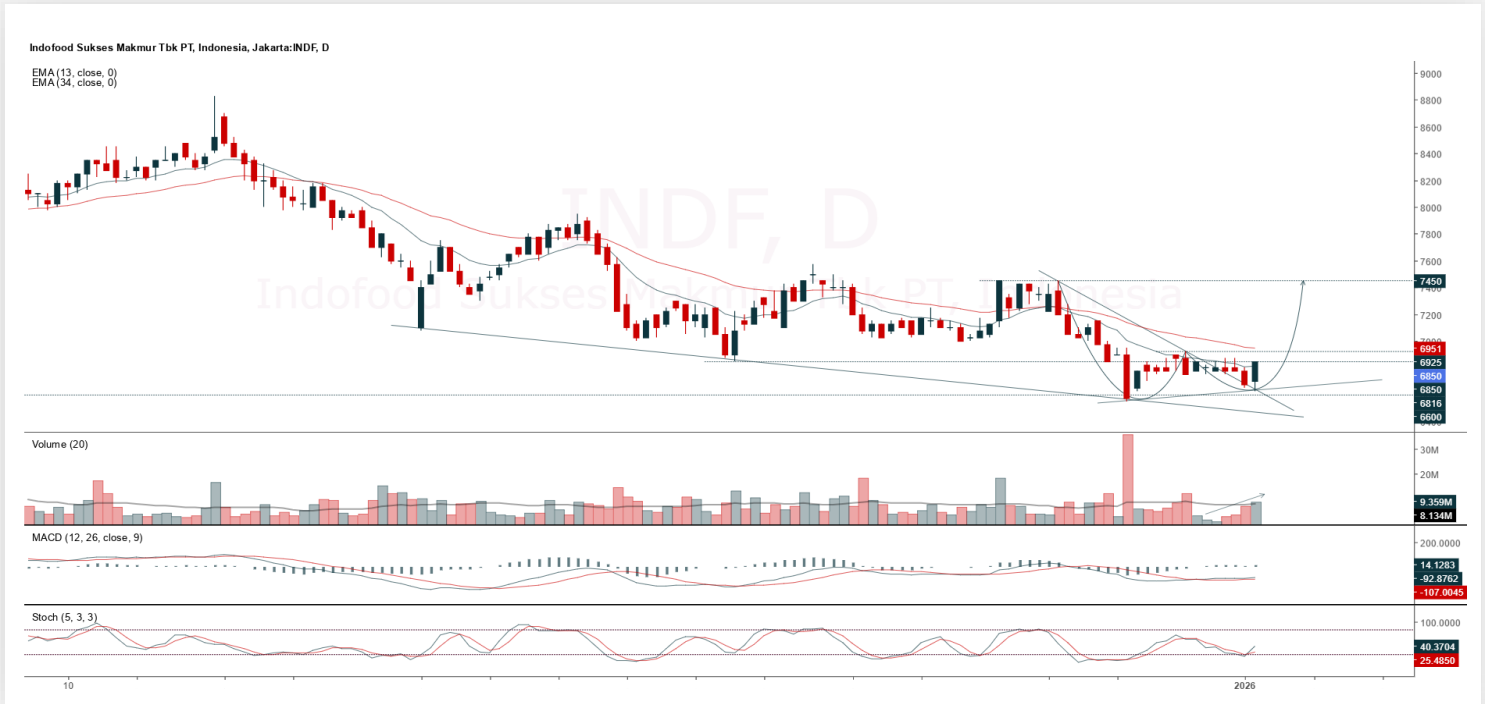 Indofood Sukses Makmur Tbk PT, Indonesia, Jakarta:INDF, D
EMA (13, close, 0)
EMA (34, close, 0)
INDF, D
Indofood Sukses Makmur Tbk PT, Indonesia
9000
8800
8600
8400
8200
8000
7800
7600
7450
7400
7200
7000
6951
6925
6850
6850
6816
6600
Volume (20)
30M
20M
9.359M
8.134M
MACD (12, 26, close, 9)
200.0000
14.1283
-92.8762
-107.0045
Stoch (5, 3, 3)
100.0000
40.3704
25.4850
10
2026